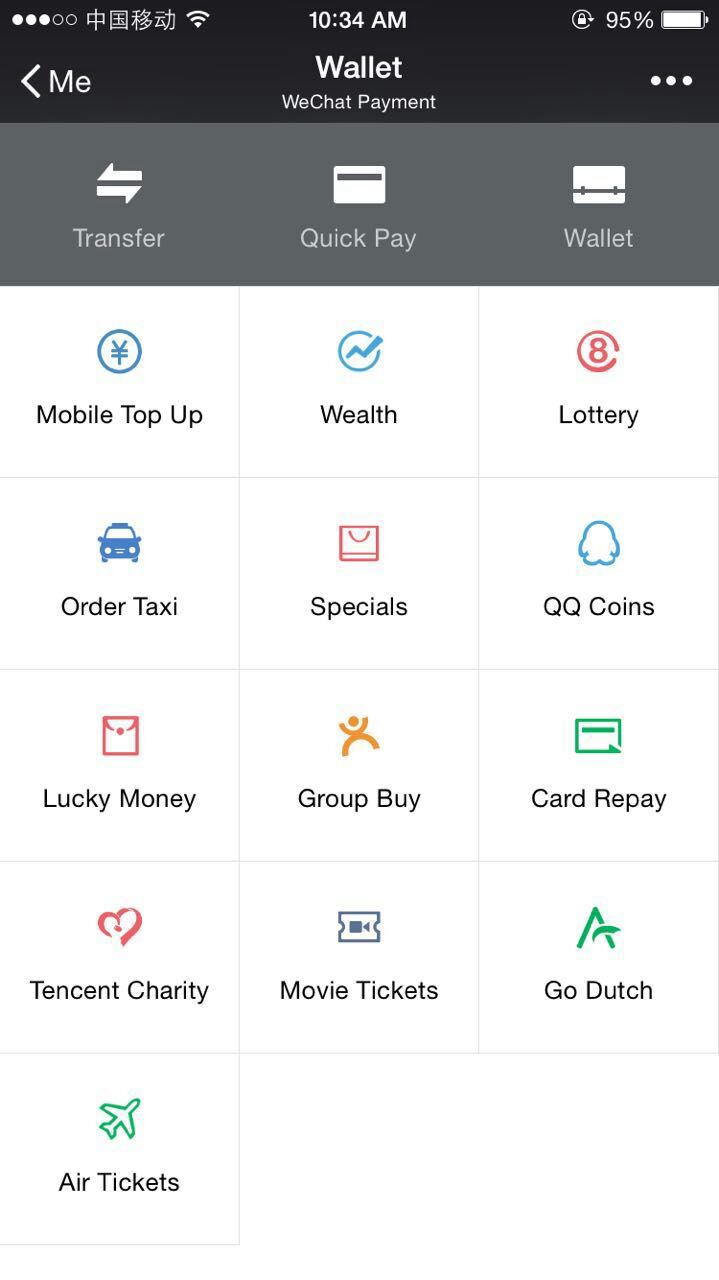 中国移动 10:34 AM 95%
Me Wallet
WeChat Payment
Transfer Quick Pay Wallet
¥ 8
Mobile Top Up Wealth Lottery
Order Taxi Specials QQ Coins
Lucky Money Group Buy Card Repay
Tencent Charity Movie Tickets Go Dutch
Air Tickets